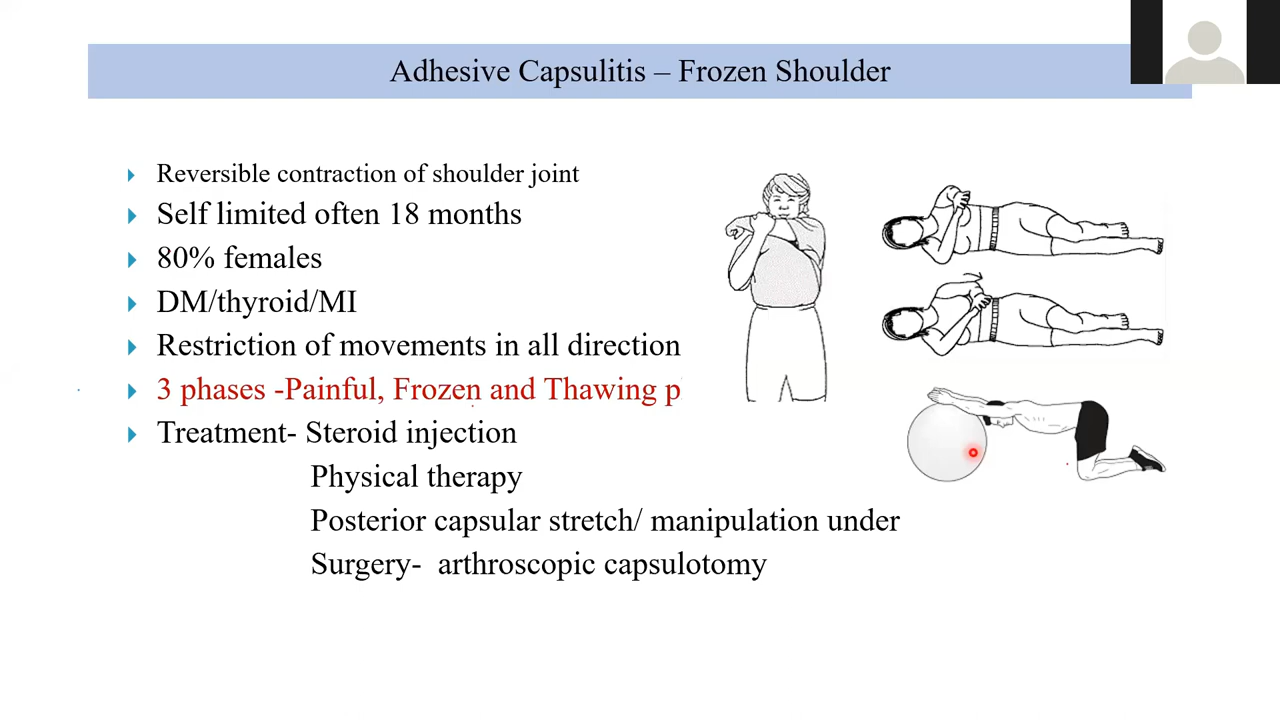 Adhesive Capsulitis – Frozen Shoulder
Reversible contraction of shoulder joint
Self limited often 18 months
80% females
DM/thyroid/MI
Restriction of movements in all direction
3 phases -Painful, Frozen and Thawing p
Treatment- Steroid injection
Physical therapy
Posterior capsular stretch/ manipulation under
Surgery- arthroscopic capsulotomy